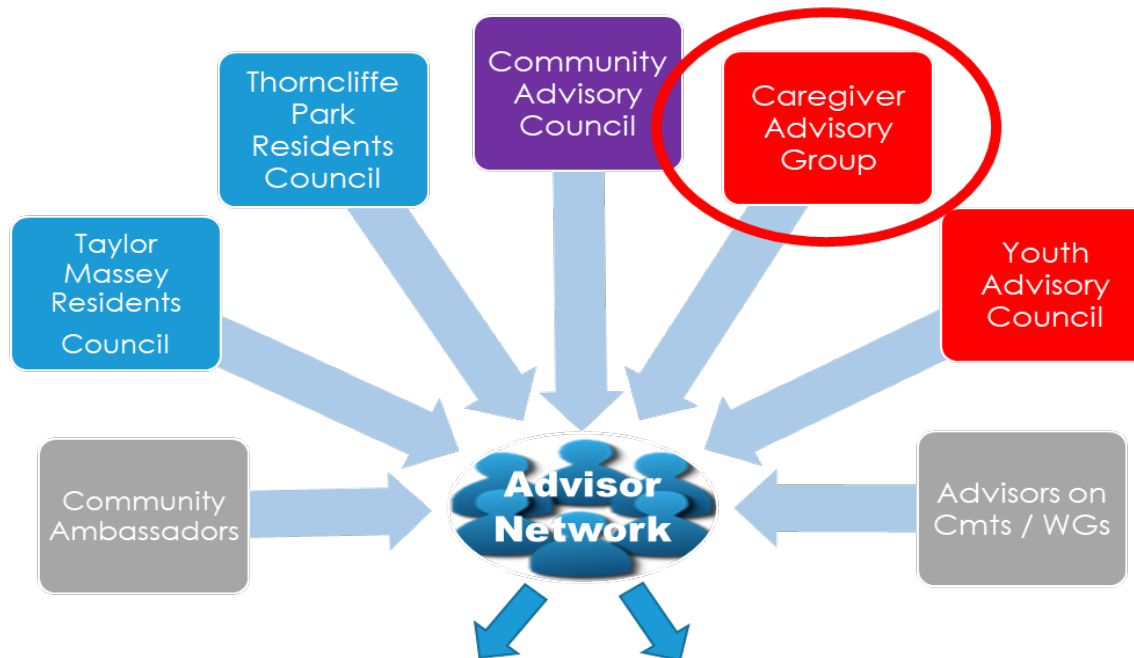 Community
Advisory
Council
Thorncliffe
Park
Residents
Council
Caregiver
Advisory
Group
Taylor
Massey
Residents
Council
Youth
Advisory
Council
Community
Ambassadors
Advisor
Network
Advisors on
Cmts / WGs